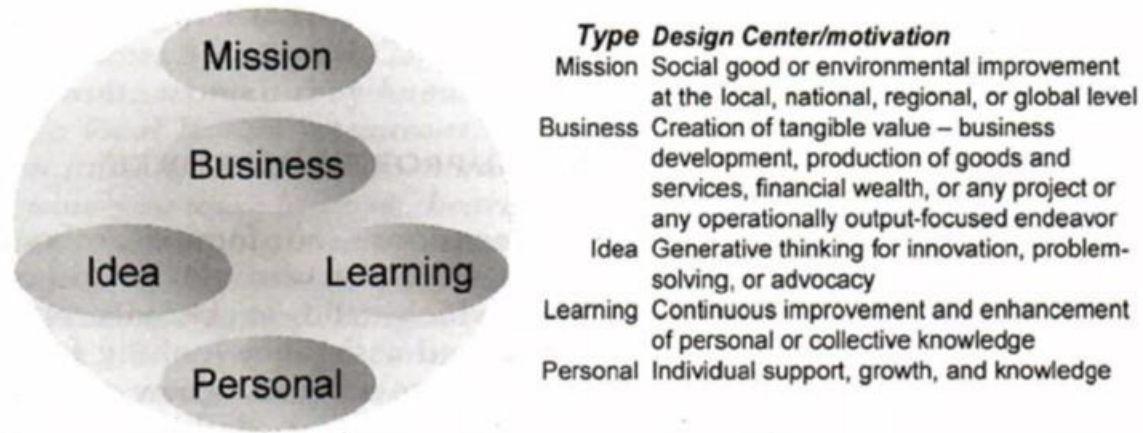 Mission
Business
Idea
Learning
Personal
Type Design Center/motivation
Mission Social good or environmental improvement
at the local, national, regional, or global level
Business Creation of tangible value – business
development, production of goods and
services, financial wealth, or any project or
any operationally output-focused endeavor
Idea Generative thinking for innovation, problem-
solving, or advocacy
Learning Continuous improvement and enhancement
of personal or collective knowledge
Personal Individual support, growth, and knowledge